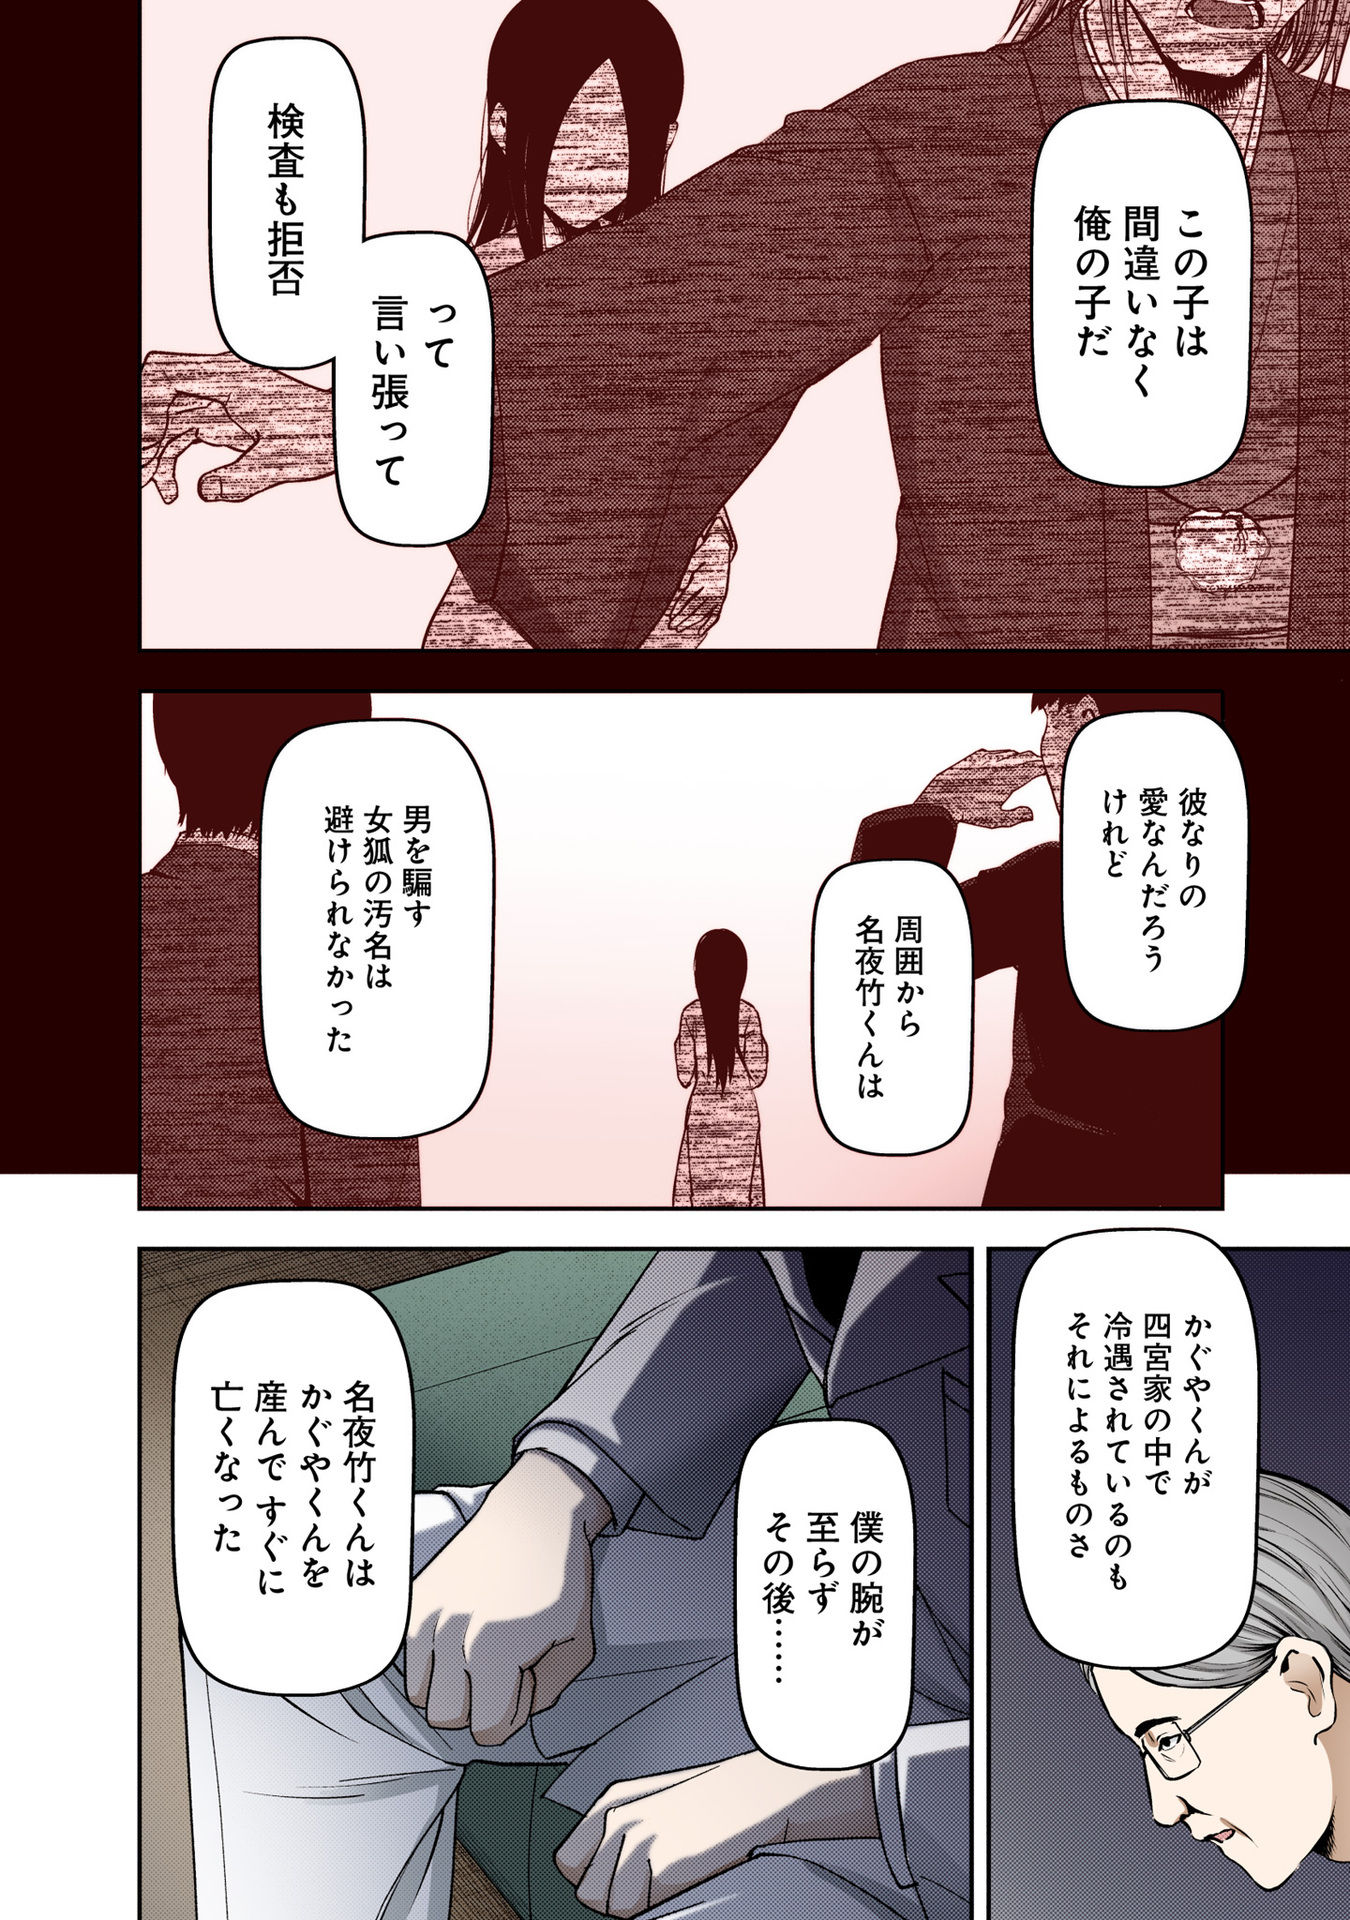 この子は
間違いなく
俺の子だ
って
言い張って
検査も拒否
彼なりの
愛なんだろう
けれど
周囲から
名夜竹くんは
男を騙す
女狐の汚名は
避けられなかった
かぐやくんが
四宮家の中で
冷遇されているのも
それによるものさ
僕の腕が
至らず
その後……
名夜竹くんは
かぐやくんを
産んですぐに
亡くなった